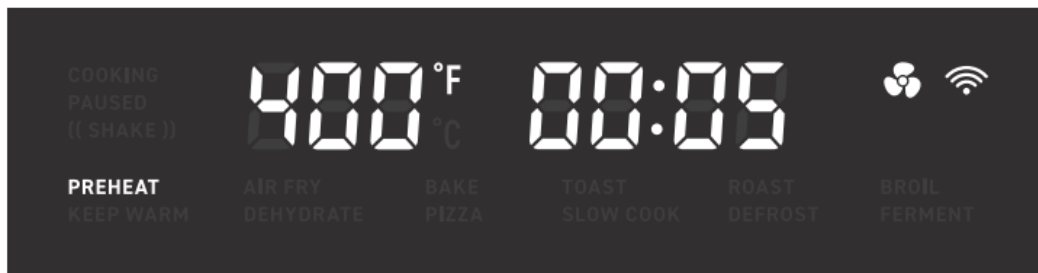 COOKING
PAUSED
(( SHAKE ))
400°F 00:05
°C
PREHEAT AIR FRY BAKE TOAST ROAST BROIL
KEEP WARM DEHYDRATE PIZZA SLOW COOK DEFROST FERMENT